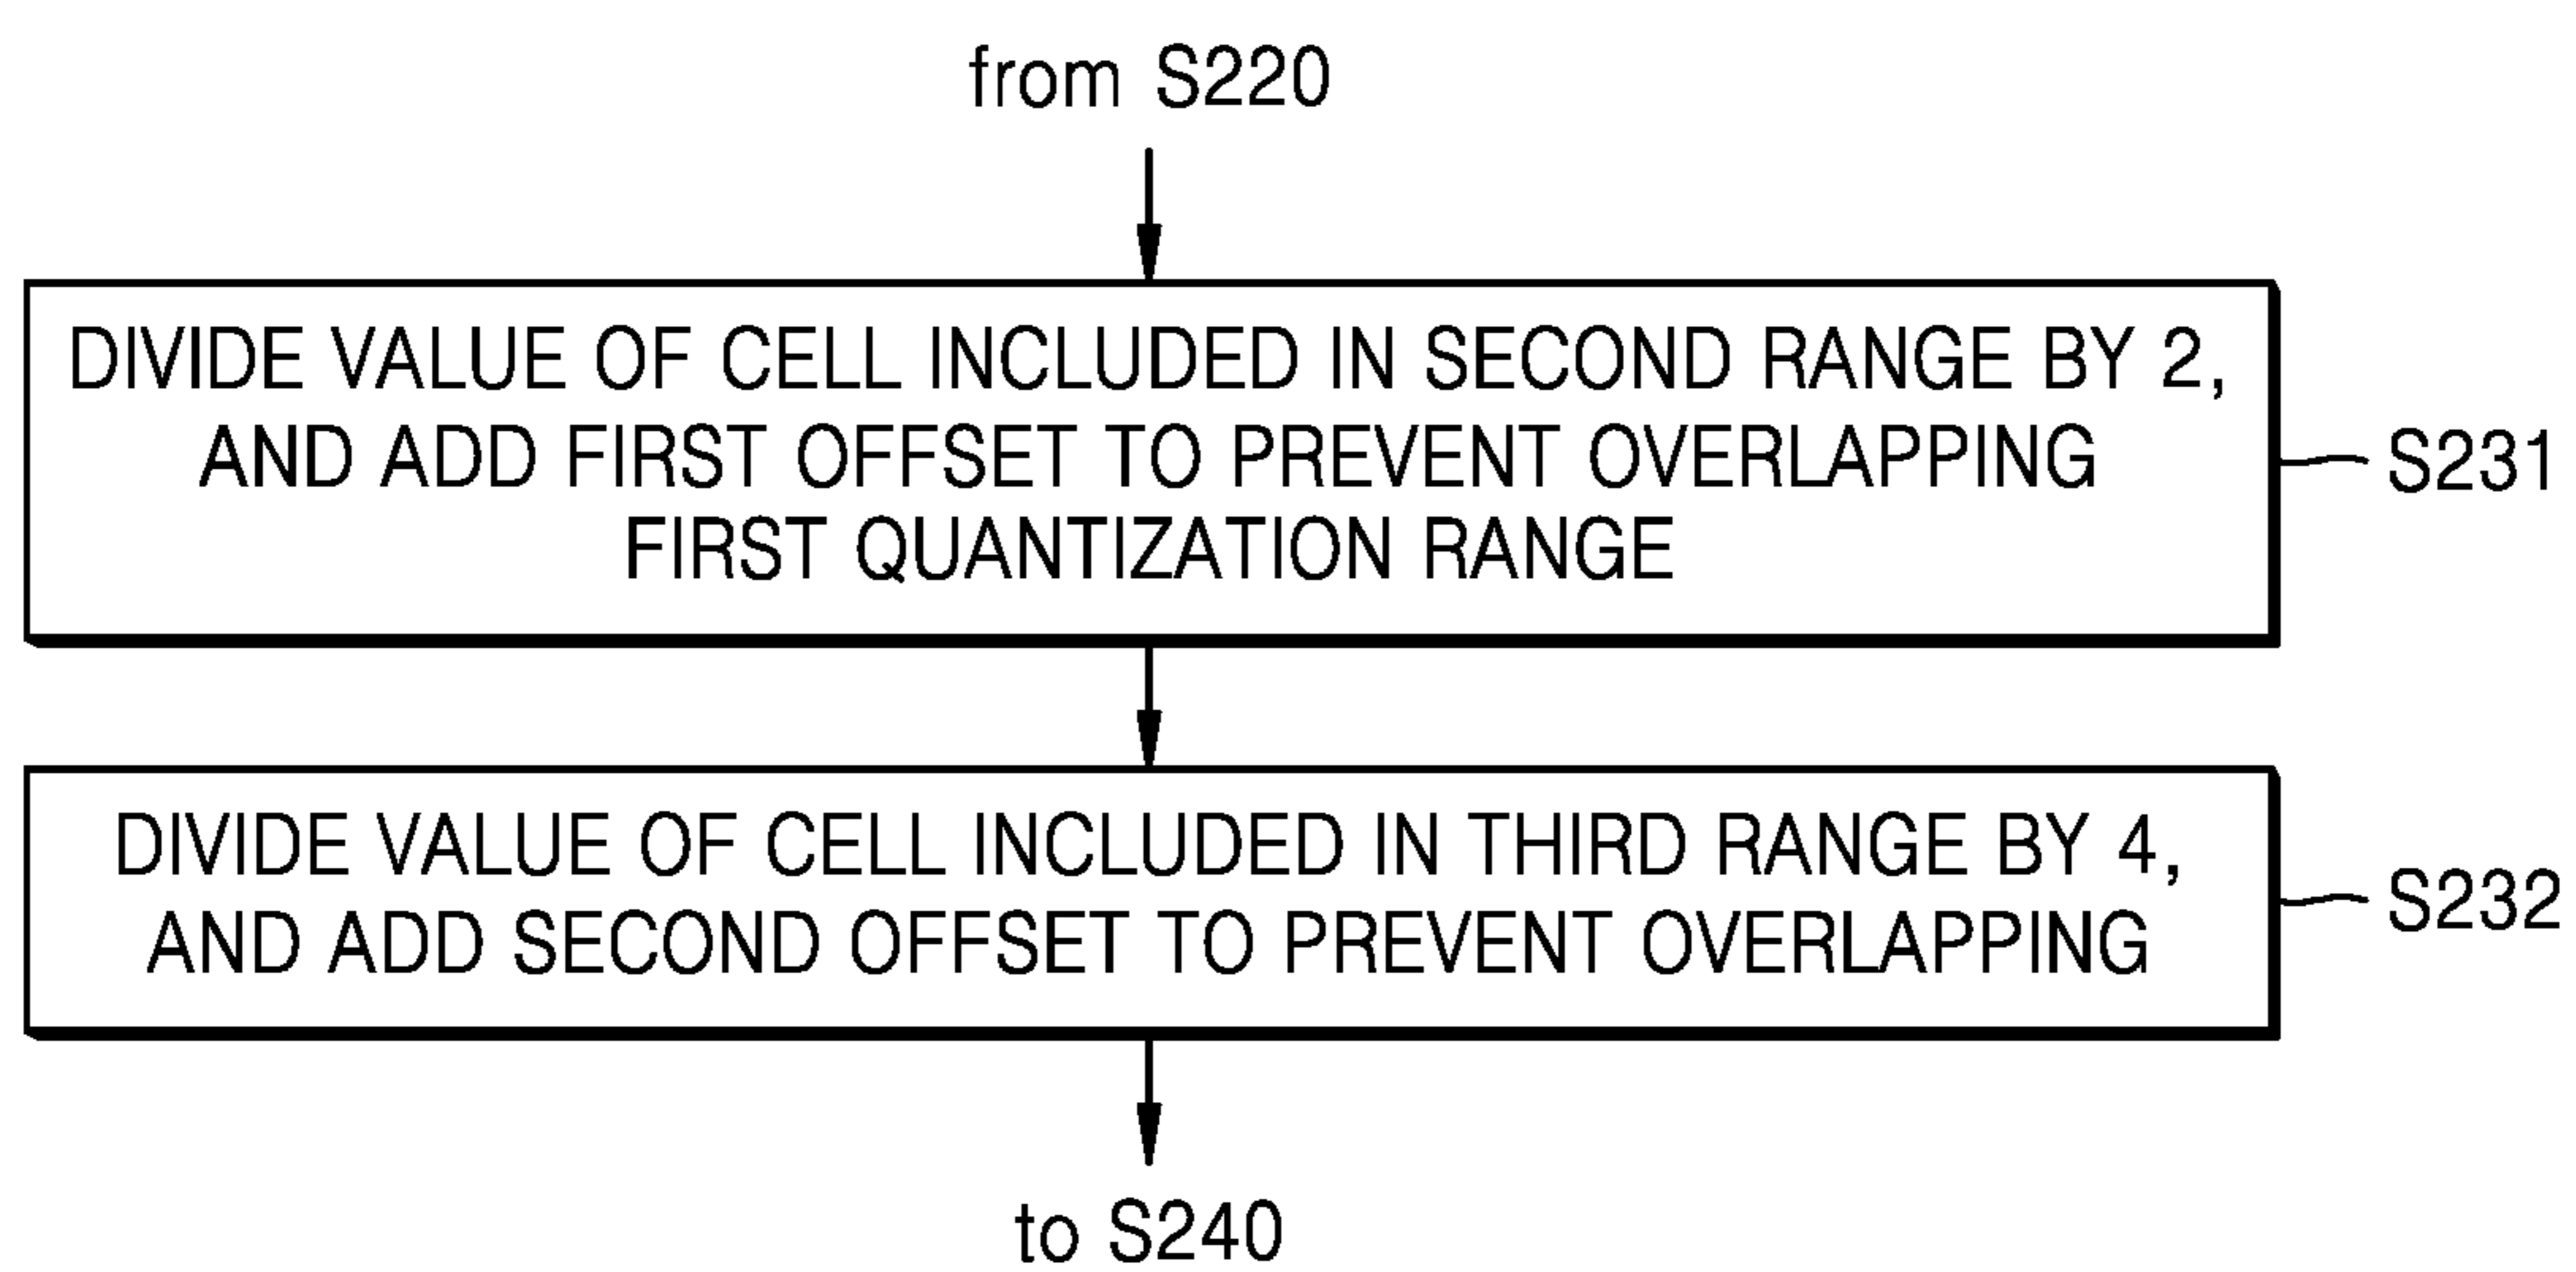 from S220
DIVIDE VALUE OF CELL INCLUDED IN SECOND RANGE BY 2,
AND ADD FIRST OFFSET TO PREVENT OVERLAPPING
FIRST QUANTIZATION RANGE
S231
DIVIDE VALUE OF CELL INCLUDED IN THIRD RANGE BY 4,
AND ADD SECOND OFFSET TO PREVENT OVERLAPPING
S232
to S240